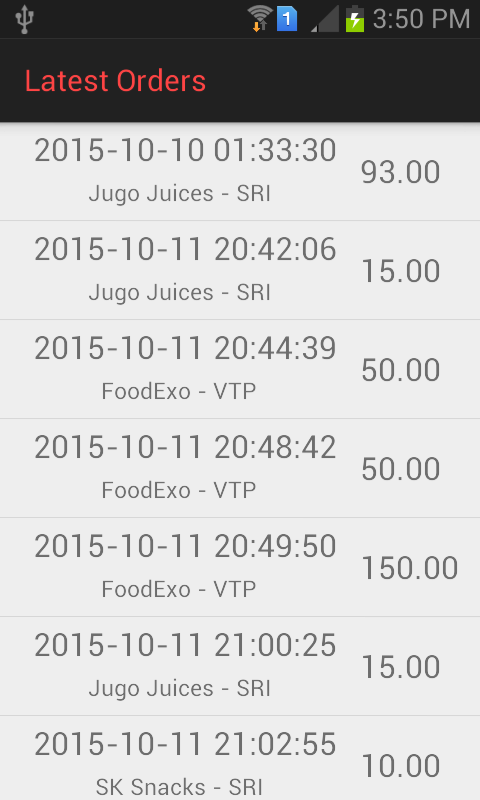 1 3:50 PM
Latest Orders
2015-10-10 01:33:30
93.00
Jugo Juices - SRI
2015-10-11 20:42:06
15.00
Jugo Juices - SRI
2015-10-11 20:44:39
50.00
FoodExo - VTP
2015-10-11 20:48:42
50.00
FoodExo - VTP
2015-10-11 20:49:50
150.00
FoodExo - VTP
2015-10-11 21:00:25
15.00
Jugo Juices - SRI
2015-10-11 21:02:55
10.00
SK Snacks - SRI